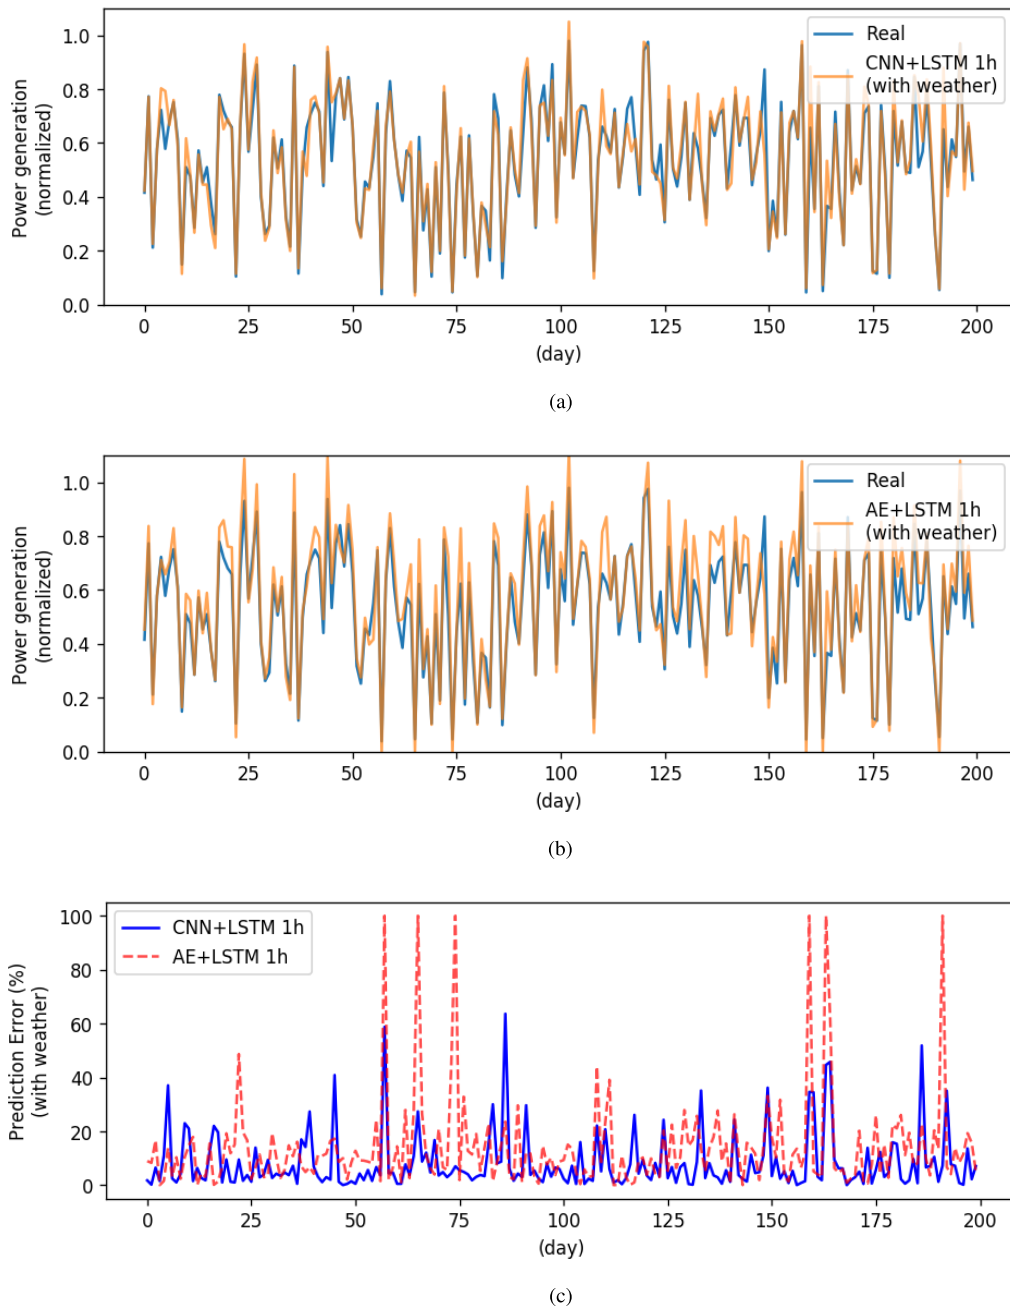 1.0
0.8
0.6
0.4
0.2
0.0
Power generation
(normalized)
Real
CNN+LSTM 1h
(with weather)
0 25 50 75 100 125 150 175 200
(day)
(a)
1.0
0.8
0.6
0.4
0.2
0.0
Power generation
(normalized)
Real
AE+LSTM 1h
(with weather)
0 25 50 75 100 125 150 175 200
(day)
(b)
100
80
60
40
20
0
Prediction Error (%)
(with weather)
CNN+LSTM 1h
AE+LSTM 1h
0 25 50 75 100 125 150 175 200
(day)
(c)